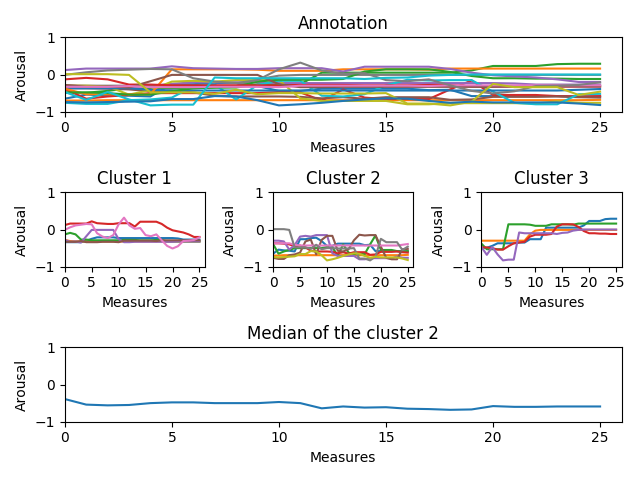 Annotation
Arousal
1
0
−1
0 5 10 15 20 25
Measures
Cluster 1 Cluster 2 Cluster 3
Arousal Arousal Arousal
1 1 1
0 0 0
−1 −1 −1
0 5 10 15 20 25 0 5 10 15 20 25 0 5 10 15 20 25
Measures Measures Measures
Median of the cluster 2
Arousal
1
0
−1
0 5 10 15 20 25
Measures